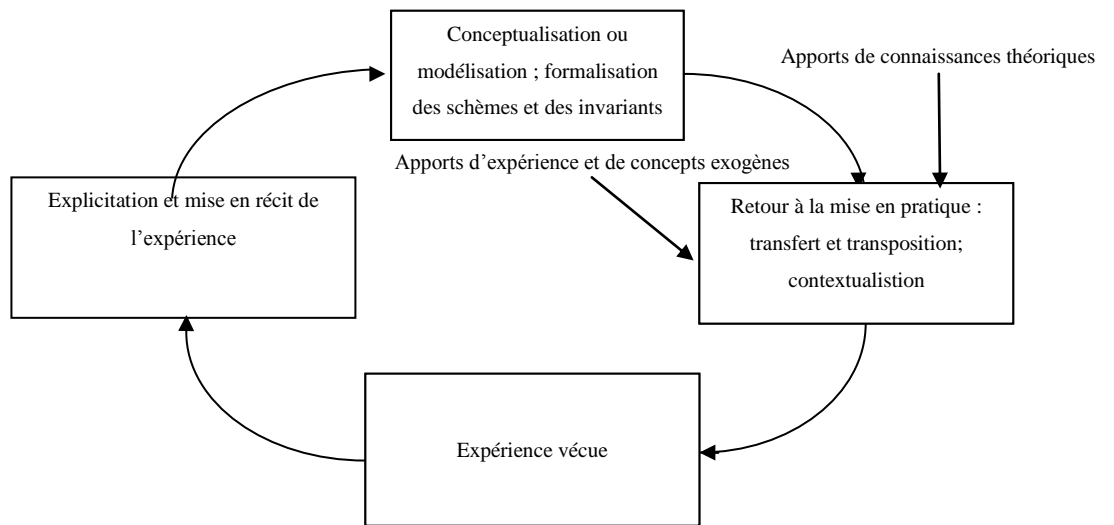 Conceptualisation ou
modélisation ; formalisation
des schèmes et des invariants
Apports de connaissances théoriques
Apports d’expérience et de concepts exogènes
Explicitation et mise en récit de
l’expérience
Retour à la mise en pratique :
transfert et transposition;
contextualistion
Expérience vécue